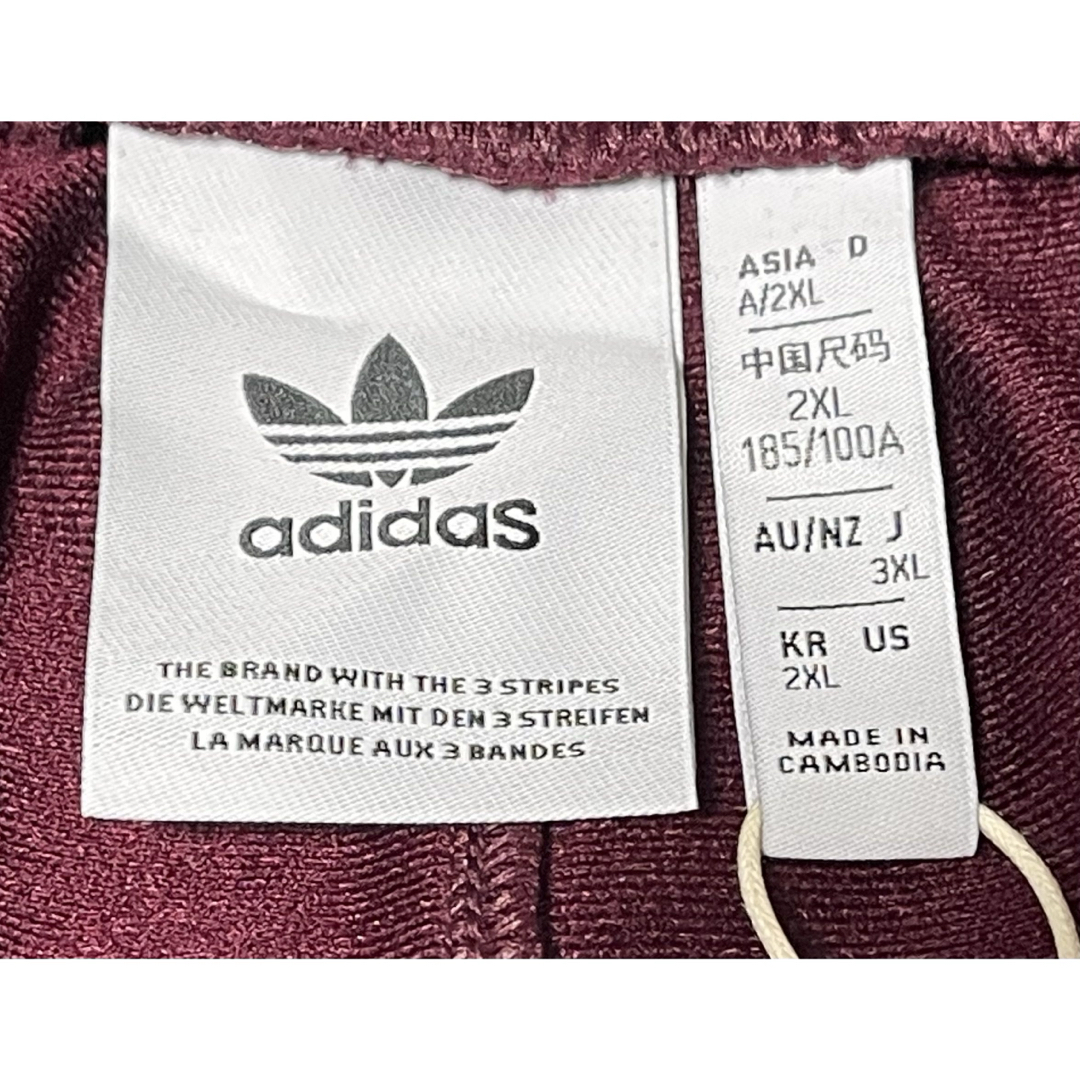 adidas
THE BRAND WITH THE 3 STRIPES
DIE WELTMARKE MIT DEN 3 STREIFEN
LA MARQUE AUX 3 BANDES
ASIA D
A/2XL
中国尺码
2XL
185/100A
AU/NZ J
3XL
KR US
2XL
MADE IN
CAMBODIA